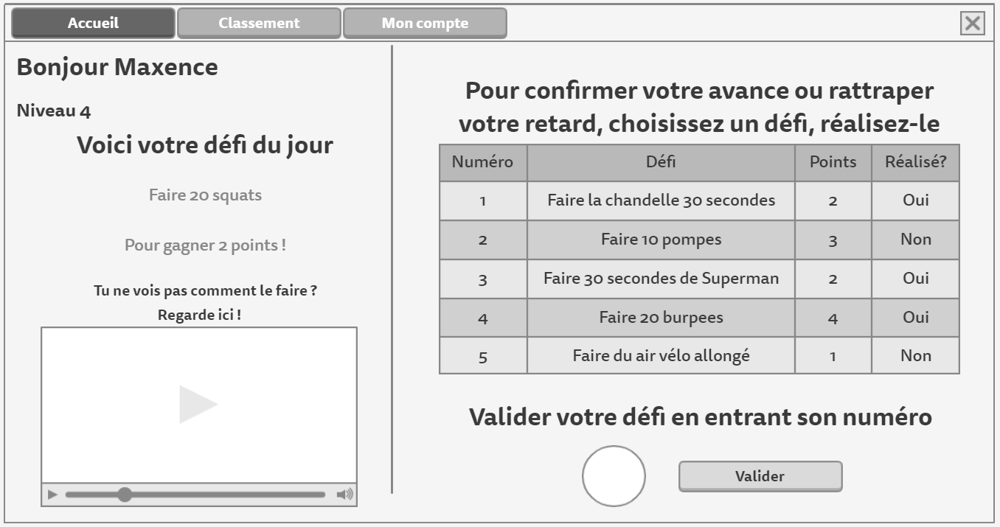 Accueil
Classement
Mon compte
Bonjour Maxence
Niveau 4
Voici votre défi du jour
Faire 20 squats
Pour gagner 2 points !
Tu ne vois pas comment le faire ?
Regarde ici !
Pour confirmer votre avance ou rattraper
votre retard, choisissez un défi, réalisez-le
Numéro Défi Points Réalisé?
1 Faire la chandelle 30 secondes 2 Oui
2 Faire 10 pompes 3 Non
3 Faire 30 secondes de Superman 2 Oui
4 Faire 20 burpees 4 Oui
5 Faire du air vélo allongé 1 Non
Valider votre défi en entrant son numéro
Valider